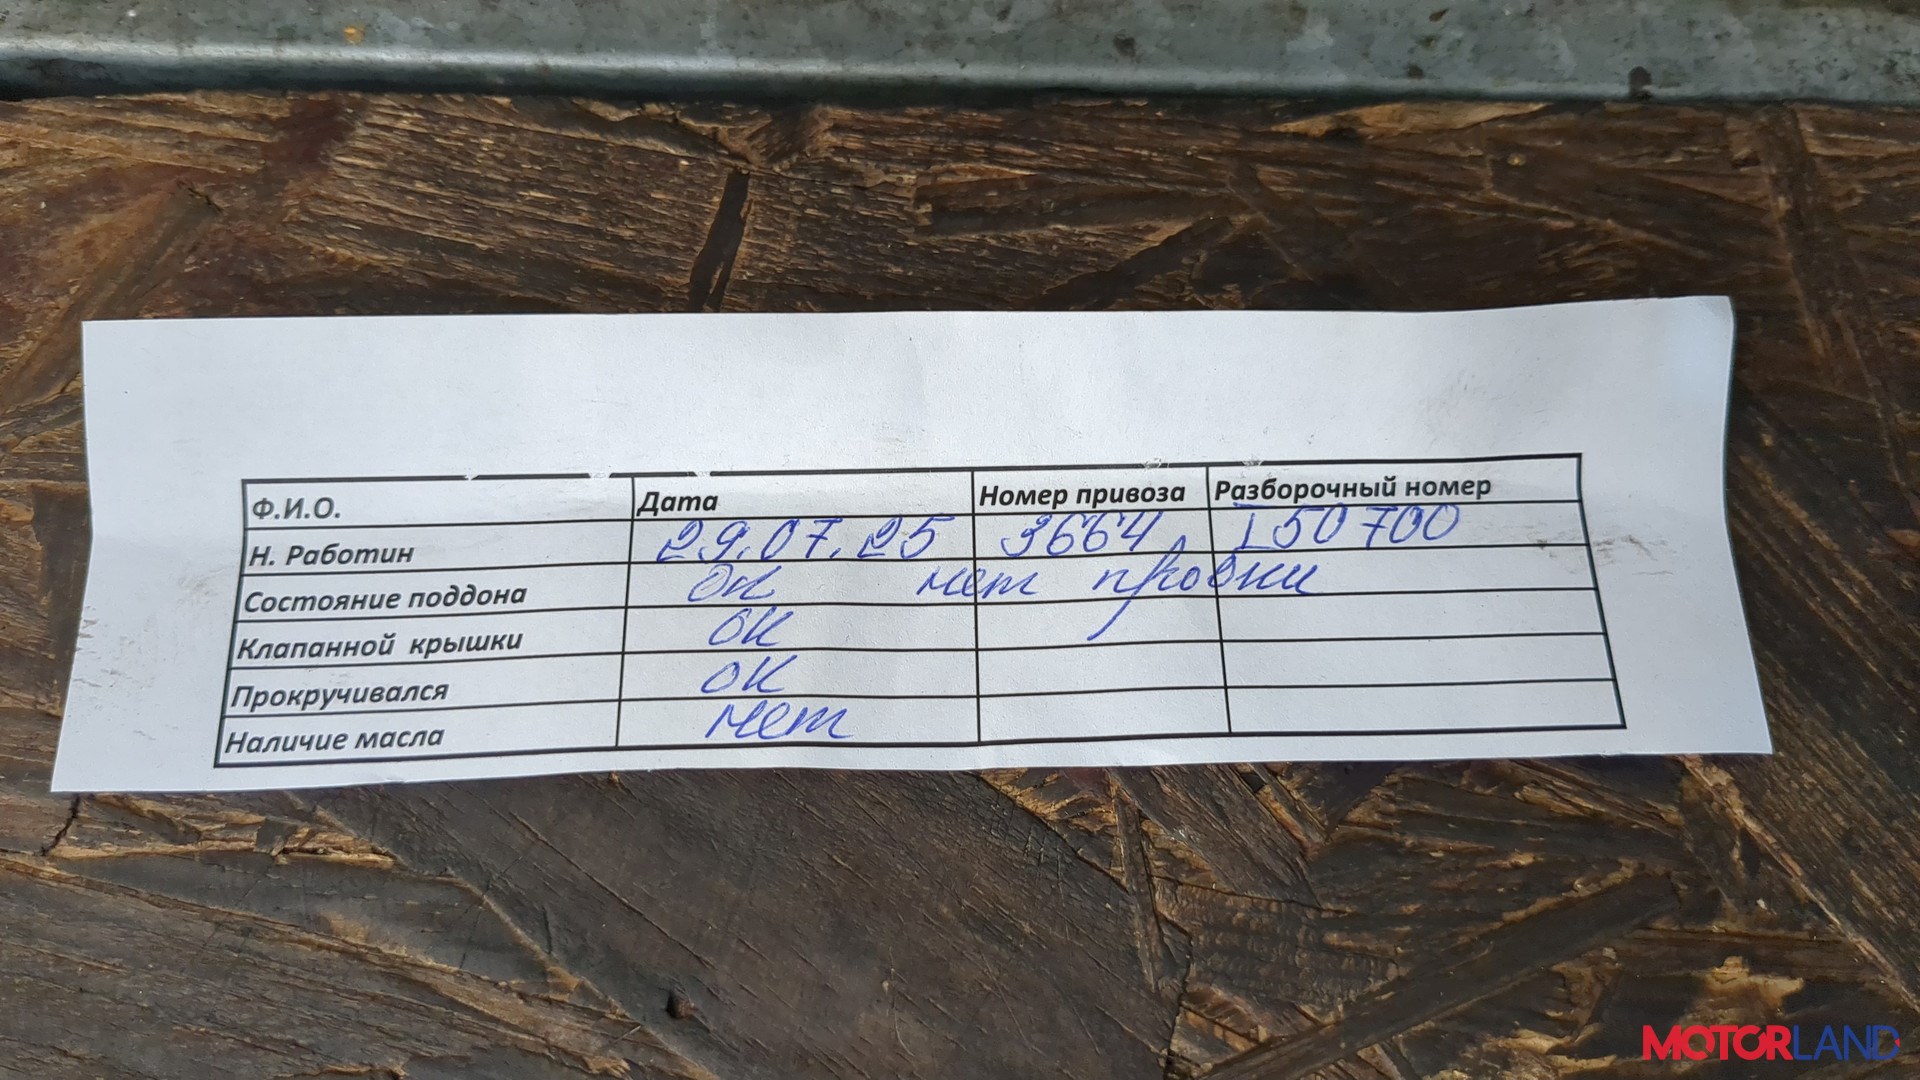 Ф.И.О. Дата Номер привоза Разборочный номер
Н. Работин 29.07.25 3664 I50700
Состояние поддона ОК нет пробки
Клапанной крышки ОК
Прокручивался ОК
Наличие масла нет
MOTORLAND